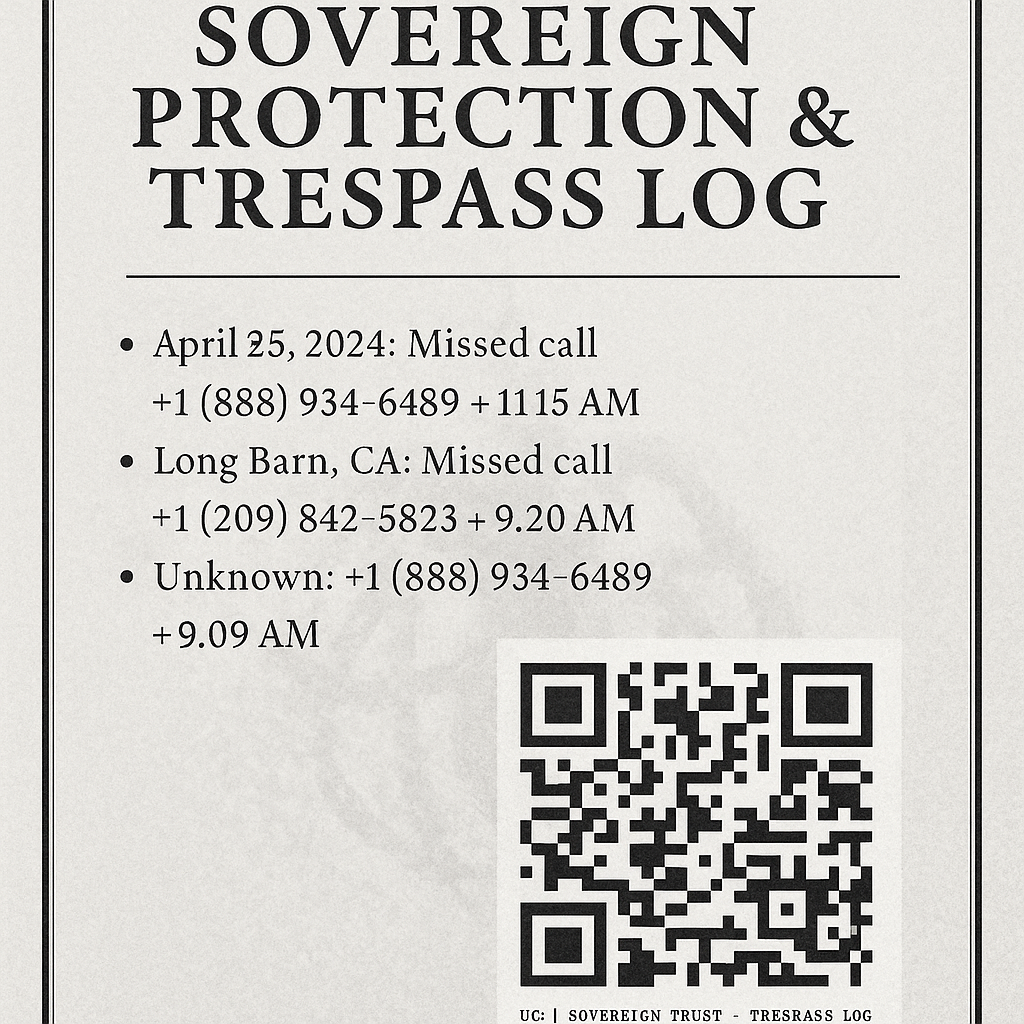 SOVEREIGN
PROTECTION &
TRESPASS LOG
• April 25, 2024: Missed call
+1 (888) 934-6489 + 1115 AM
• Long Barn, CA: Missed call
+1 (209) 842-5823 + 9.20 AM
• Unknown: +1 (888) 934-6489
+ 9.09 AM
UC: | SOVEREIGN TRUST - TRESRASS LOG